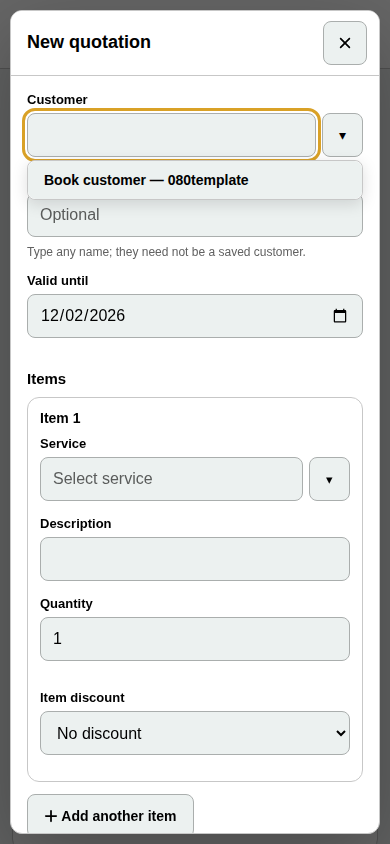 New quotation
×
Customer
▼
Book customer — 080template
Optional
Type any name; they need not be a saved customer.
Valid until
12/02/2026
Items
Item 1
Service
Select service
▼
Description
Quantity
1
Item discount
No discount
+ Add another item